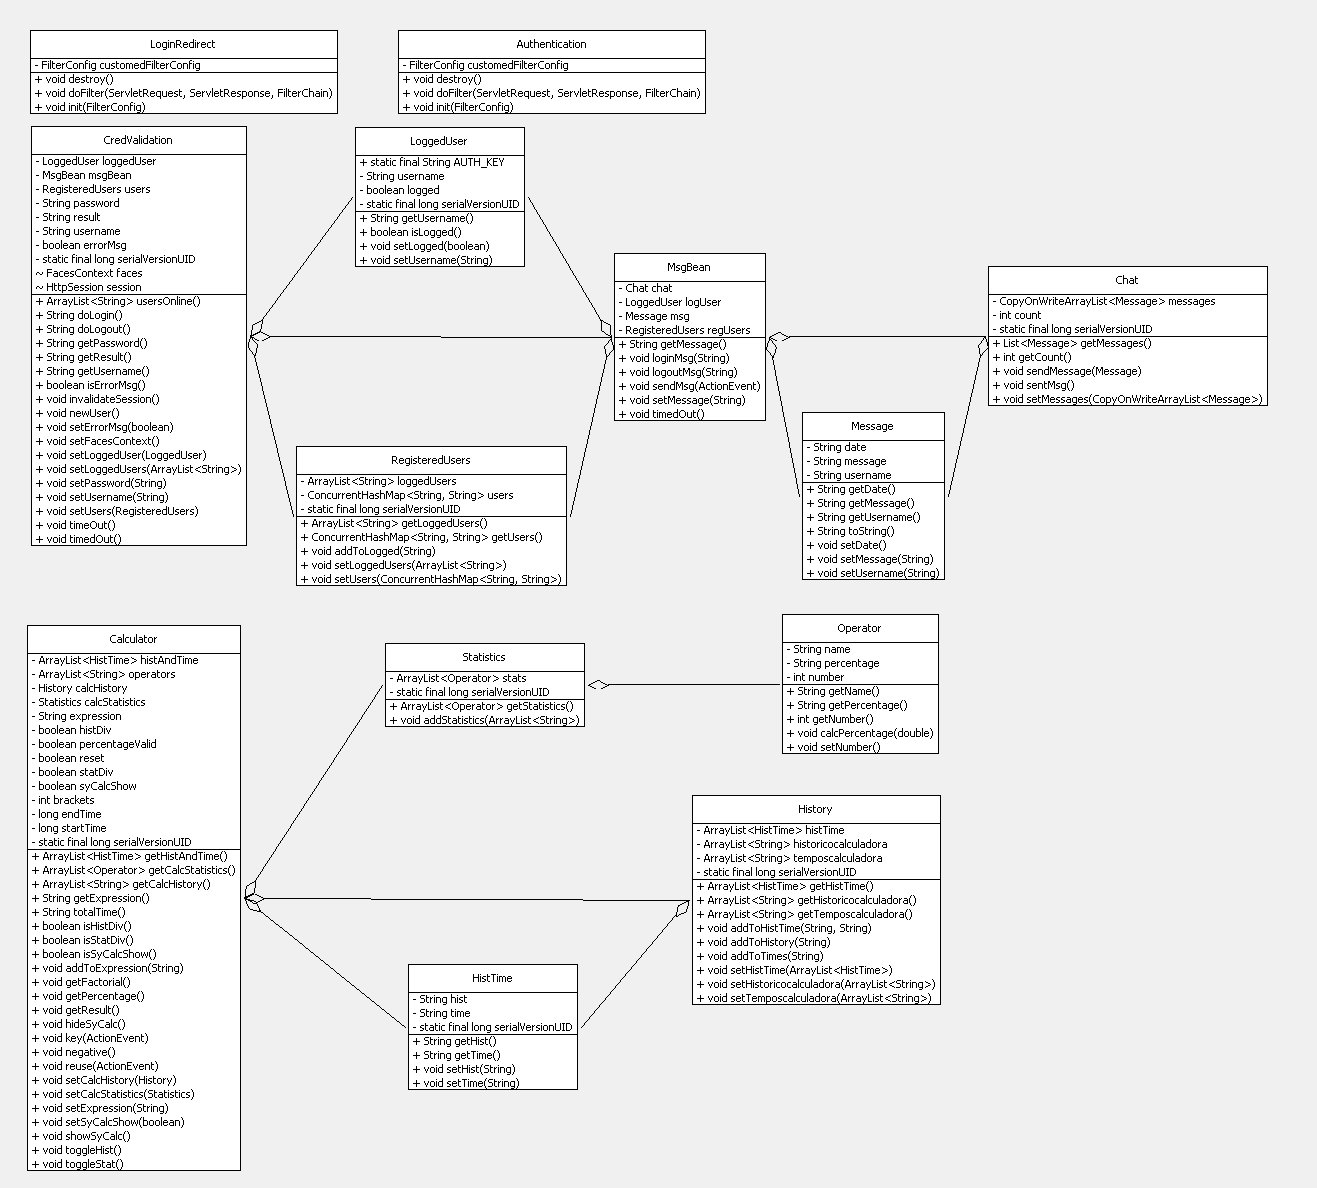 LoginRedirect
- FilterConfig customedFilterConfig
+ void destroy()
+ void doFilter(ServletRequest, ServletResponse, FilterChain)
+ void init(FilterConfig)
Authentication
- FilterConfig customedFilterConfig
+ void destroy()
+ void doFilter(ServletRequest, ServletResponse, FilterChain)
+ void init(FilterConfig)
CredValidation
- LoggedUser loggedUser
- MsgBean msgBean
- RegisteredUsers users
- String password
- String result
- String username
- boolean errorMsg
- static final long serialVersionUID
~ FacesContext faces
~ HttpSession session
+ ArrayList<String> usersOnline()
+ String doLogin()
+ String doLogout()
+ String getPassword()
+ String getResult()
+ String getUsername()
+ boolean isErrorMsg()
+ void invalidateSession()
+ void newUser()
+ void setErrorMsg(boolean)
+ void setFacesContext()
+ void setLoggedUser(LoggedUser)
+ void setLoggedUsers(ArrayList<String>)
+ void setPassword(String)
+ void setUsername(String)
+ void setUsers(RegisteredUsers)
+ void timeOut()
+ void timedOut()
LoggedUser
+ static final String AUTH_KEY
- String username
- boolean logged
- static final long serialVersionUID
+ String getUsername()
+ boolean isLogged()
+ void setLogged(boolean)
+ void setUsername(String)
MsgBean
- Chat chat
- LoggedUser logUser
- Message msg
- RegisteredUsers regUsers
+ String getMessage()
+ void loginMsg(String)
+ void logoutMsg(String)
+ void sendMsg(ActionEvent)
+ void setMessage(String)
+ void timedOut()
Chat
- CopyOnWriteArrayList<Message> messages
- int count
- static final long serialVersionUID
+ List<Message> getMessages()
+ int getCount()
+ void sendMessage(Message)
+ void sentMsg()
+ void setMessages(CopyOnWriteArrayList<Message>)
RegisteredUsers
- ArrayList<String> loggedUsers
- ConcurrentHashMap<String, String> users
- static final long serialVersionUID
+ ArrayList<String> getLoggedUsers()
+ ConcurrentHashMap<String, String> getUsers()
+ void addToLogged(String)
+ void setLoggedUsers(ArrayList<String>)
+ void setUsers(ConcurrentHashMap<String, String>)
Message
- String date
- String message
- String username
+ String getDate()
+ String getMessage()
+ String getUsername()
+ String toString()
+ void setDate()
+ void setMessage(String)
+ void setUsername(String)
Calculator
- ArrayList<HistTime> histAndTime
- ArrayList<String> operators
- History calcHistory
- Statistics calcStatistics
- String expression
- boolean histDiv
- boolean percentageValid
- boolean reset
- boolean statDiv
- boolean syCalcShow
- int brackets
- long endTime
- long startTime
- static final long serialVersionUID
+ ArrayList<HistTime> getHistAndTime()
+ ArrayList<Operator> getCalcStatistics()
+ ArrayList<String> getCalcHistory()
+ String getExpression()
+ String totalTime()
+ boolean isHistDiv()
+ boolean isStatDiv()
+ boolean isSyCalcShow()
+ void addToExpression(String)
+ void getFactorial()
+ void getPercentage()
+ void getResult()
+ void hideSyCalc()
+ void key(ActionEvent)
+ void negative()
+ void reuse(ActionEvent)
+ void setCalcHistory(History)
+ void setCalcStatistics(Statistics)
+ void setExpression(String)
+ void setSyCalcShow(boolean)
+ void showSyCalc()
+ void toggleHist()
+ void toggleStat()
Statistics
- ArrayList<Operator> stats
- static final long serialVersionUID
+ ArrayList<Operator> getStatistics()
+ void addStatistics(ArrayList<String>)
Operator
- String name
- String percentage
- int number
+ String getName()
+ String getPercentage()
+ int getNumber()
+ void calcPercentage(double)
+ void setNumber()
History
- ArrayList<HistTime> histTime
- ArrayList<String> historicocalculadora
- ArrayList<String> temposcalculadora
- static final long serialVersionUID
+ ArrayList<HistTime> getHistTime()
+ ArrayList<String> getHistoricocalculadora()
+ ArrayList<String> getTemposcalculadora()
+ void addToHistTime(String, String)
+ void addToHistory(String)
+ void addToTimes(String)
+ void setHistTime(ArrayList<HistTime>)
+ void setHistoricocalculadora(ArrayList<String>)
+ void setTemposcalculadora(ArrayList<String>)
HistTime
- String hist
- String time
- static final long serialVersionUID
+ String getHist()
+ String getTime()
+ void setHist(String)
+ void setTime(String)